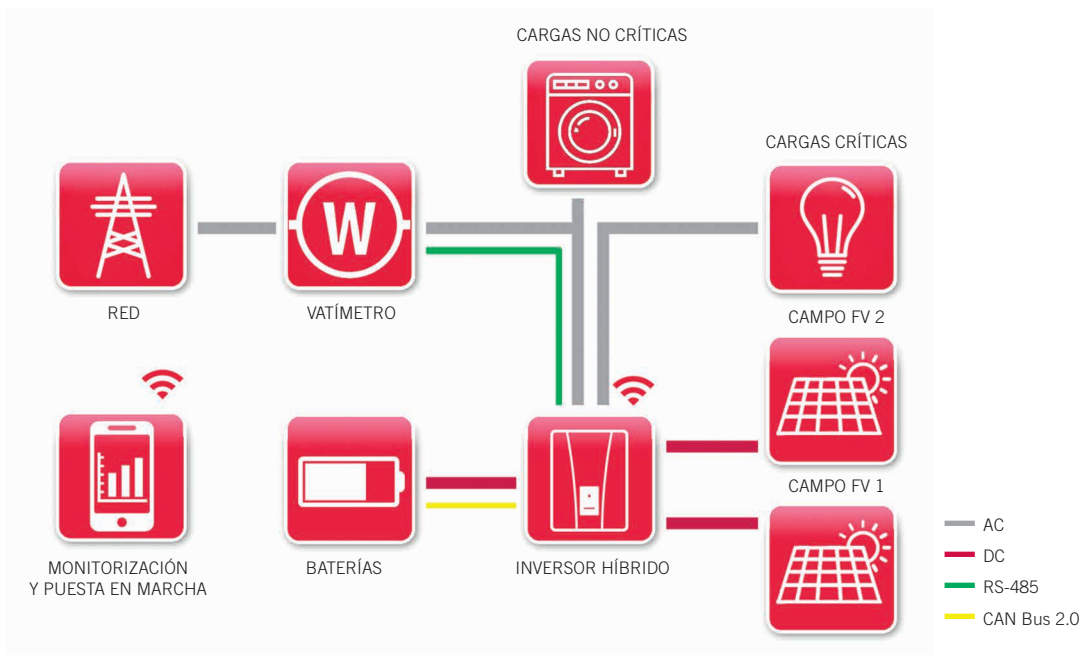 CARGAS NO CRÍTICAS
CARGAS CRÍTICAS
W
RED
VATÍMETRO
CAMPO FV 2
CAMPO FV 1
MONITORIZACIÓN
Y PUESTA EN MARCHA
BATERÍAS
INVERSOR HÍBRIDO
AC
DC
RS-485
CAN Bus 2.0